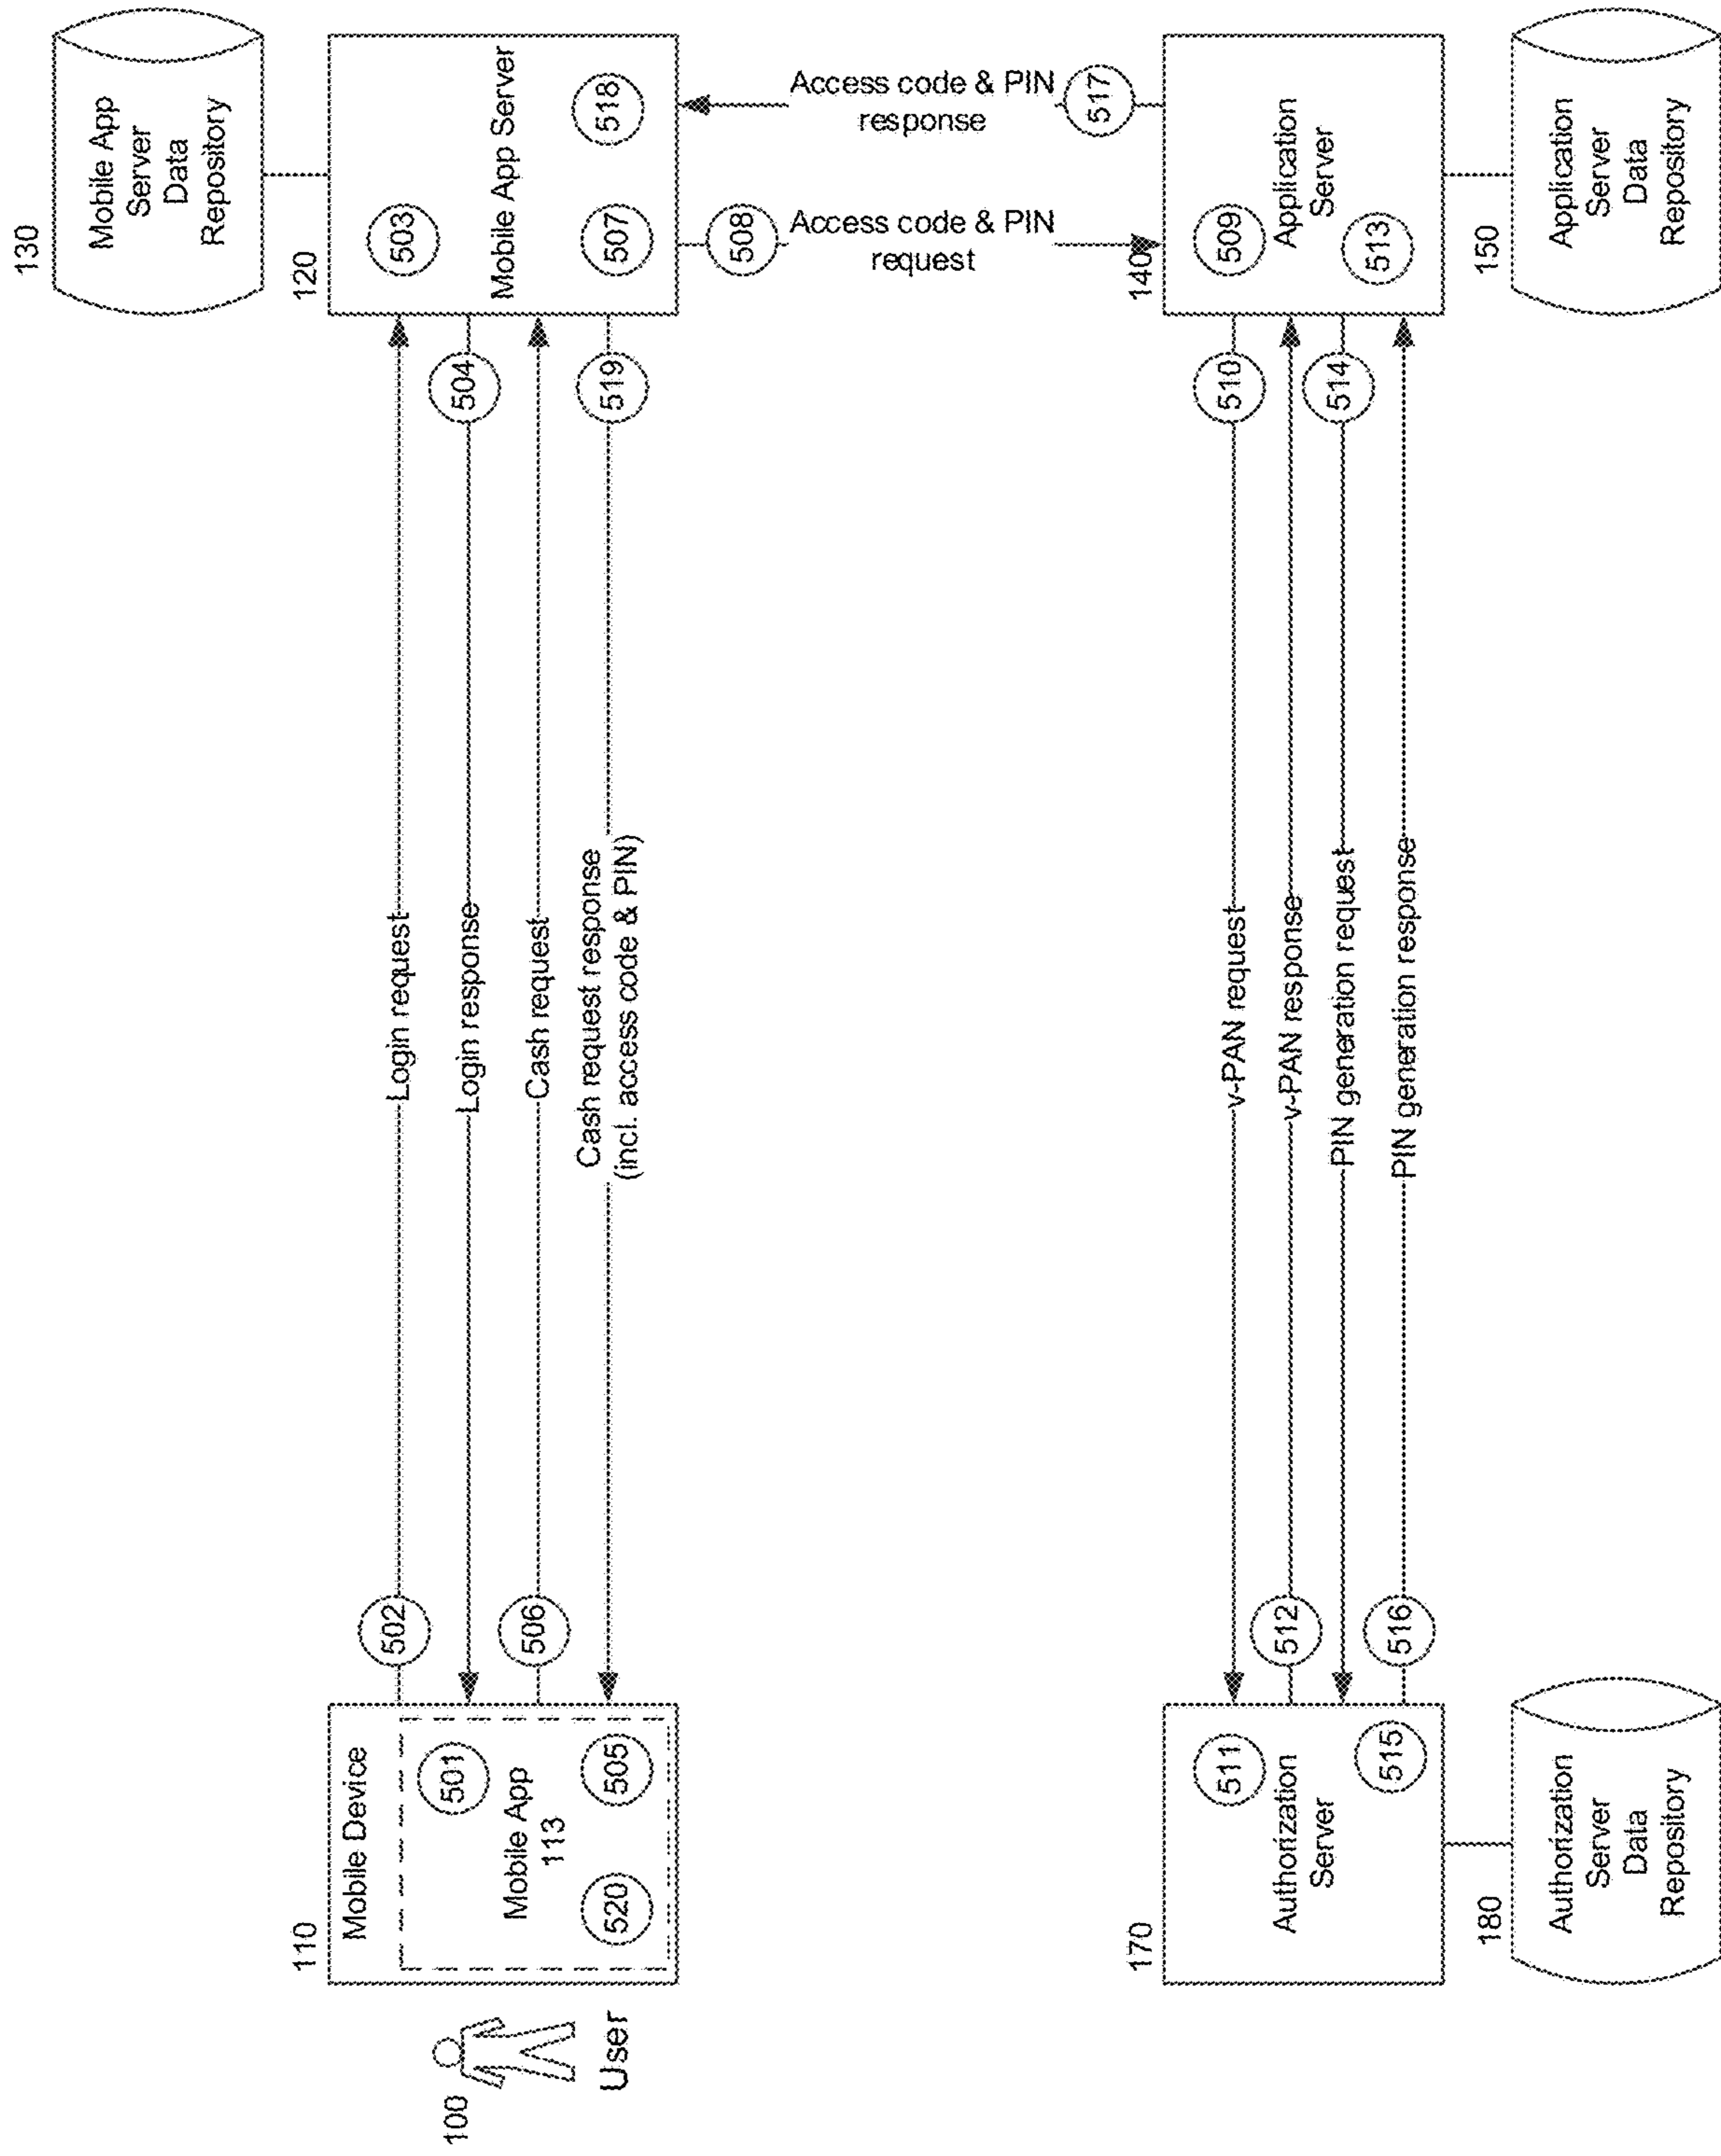 100
User
110
Mobile Device
501
Mobile App
113
505
520
502
Login request
504
Login response
506
Cash request
519
Cash request response
(incl. access code & PIN)
130
Mobile App
Server
Data
Repository
120
503
Mobile App Server
518
507
508
Access code & PIN
request
517
Access code & PIN
response
170
511
Authorization
Server
515
180
Authorization
Server
Data
Repository
510
v-PAN request
512
v-PAN response
514
PIN generation request
516
PIN generation response
140
509
Application
Server
513
150
Application
Server
Data
Repository